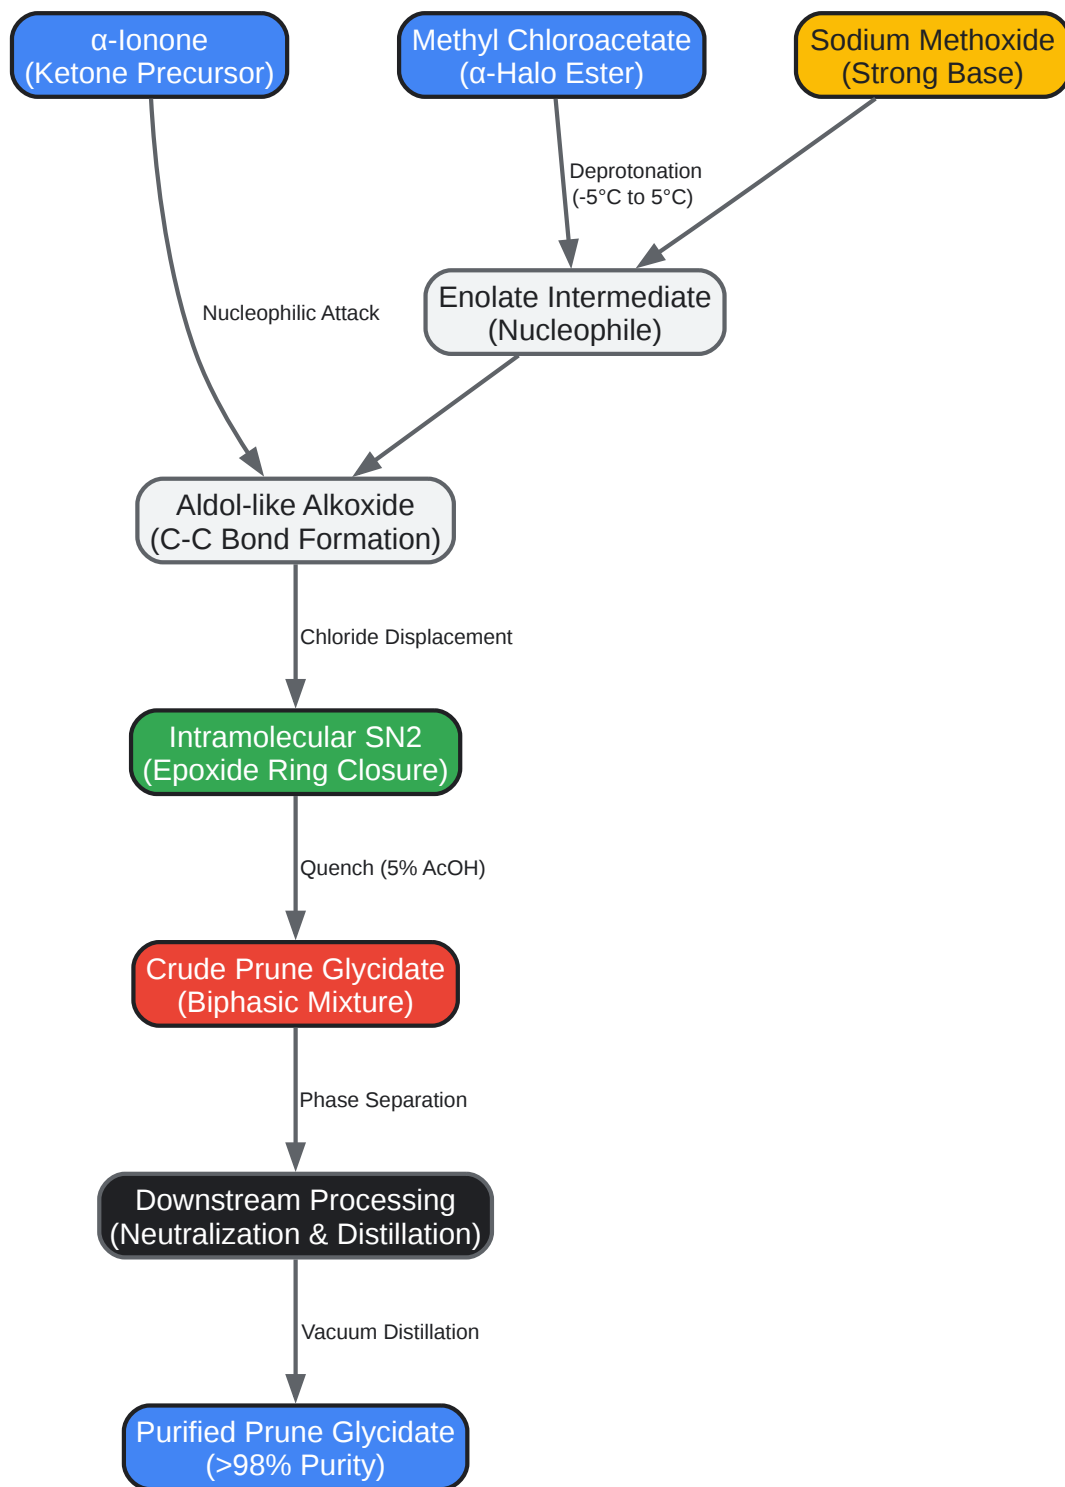 α-Ionone
(Ketone Precursor)
Methyl Chloroacetate
(α-Halo Ester)
Sodium Methoxide
(Strong Base)
Deprotonation
(-5°C to 5°C)
Enolate Intermediate
(Nucleophile)
Nucleophilic Attack
Aldol-like Alkoxide
(C-C Bond Formation)
Chloride Displacement
Intramolecular SN2
(Epoxide Ring Closure)
Quench (5% AcOH)
Crude Prune Glycidate
(Biphasic Mixture)
Phase Separation
Downstream Processing
(Neutralization & Distillation)
Vacuum Distillation
Purified Prune Glycidate
(>98% Purity)